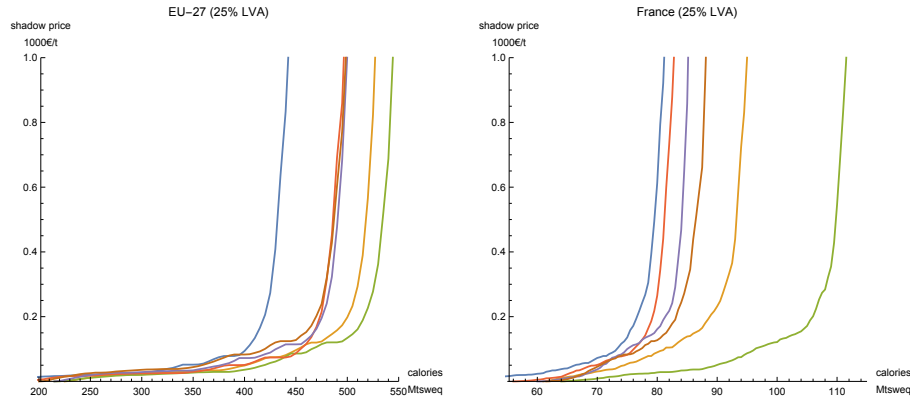 EU−27 (25% LVA)
shadow price
1000€/t
1.0
0.8
0.6
0.4
0.2
calories
200 250 300 350 400 450 500 550 Mtsweq
France (25% LVA)
shadow price
1000€/t
1.0
0.8
0.6
0.4
0.2
calories
60 70 80 90 100 110 Mtsweq